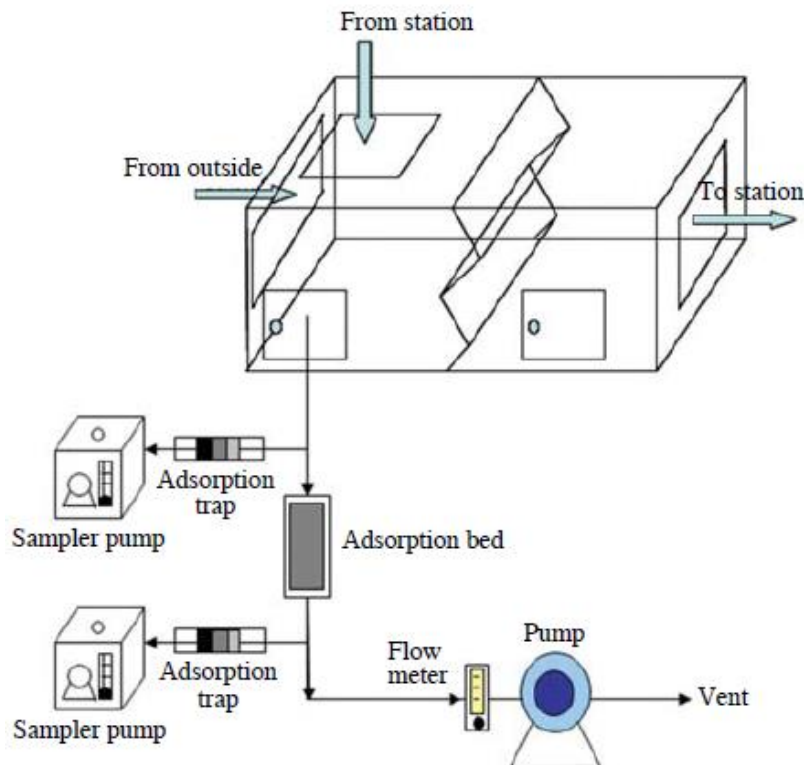 From station
From outside
To station
Adsorption
trap
Sampler pump
Adsorption bed
Adsorption
trap
Sampler pump
Flow
meter
Pump
Vent